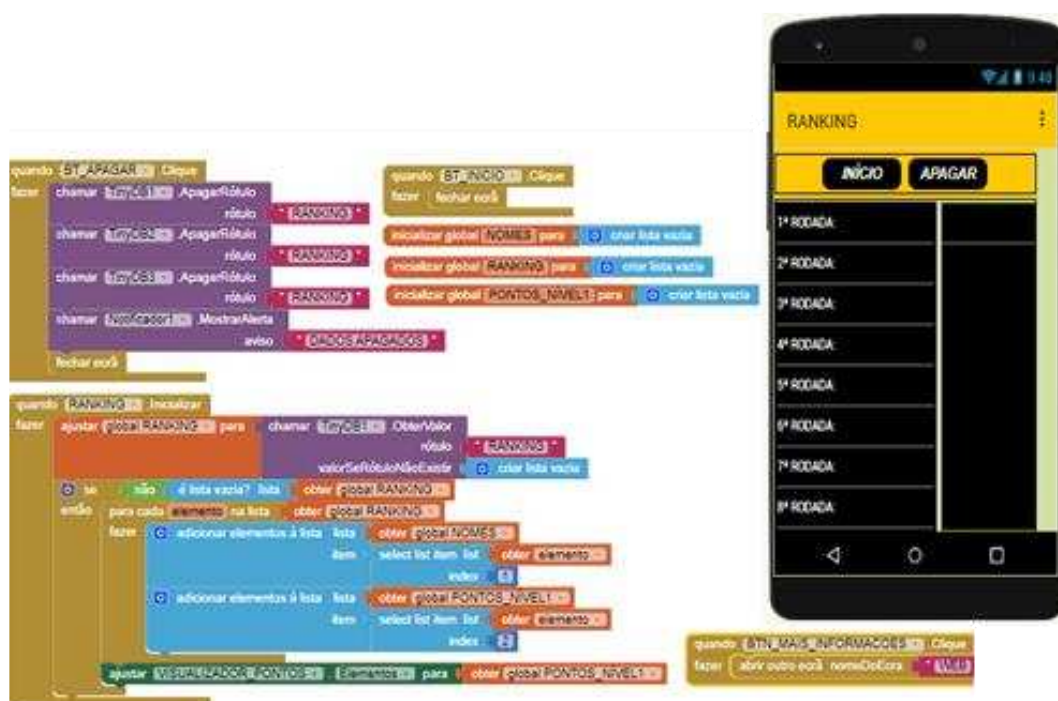 quando BT_APAGAR .Clique
fazer chamar TinyDB1 .ApagarRótulo
rótulo " RANKING "
chamar TinyDB2 .ApagarRótulo
rótulo " RANKING "
chamar TinyDB3 .ApagarRótulo
rótulo " RANKING "
chamar Notificador1 .MostrarAlerta
aviso " DADOS APAGADOS "
fechar ecrã
quando BT_INICIO .Clique
fazer fechar ecrã
inicializar global NOMES para criar lista vazia
inicializar global RANKING para criar lista vazia
inicializar global PONTOS_NIVEL1 para criar lista vazia
quando RANKING .Inicializar
fazer ajustar global RANKING para chamar .ObterValor
rótulo " RANKING "
valorSeRótuloNãoExistir criar lista vazia
se não é lista vazia? lista obter global RANKING
então para cada elemento na lista obter global RANKING
fazer adicionar elementos à lista lista obter global NOMES
item select list item list obter elemento
index 1
adicionar elementos à lista lista obter global PONTOS_NIVEL1
item select list item list obter elemento
index 2
ajustar VISUALIZADOR_PONTOS . Elementos para obter global PONTOS_NIVEL1
quando BTN_MAIS_INFORMACOES .Clique
fazer abrir outro ecrã nomeDoEcra " WEB
9:48
RANKING
INÍCIO APAGAR
1ª RODADA:
2ª RODADA:
3ª RODADA:
4ª RODADA:
5ª RODADA:
6ª RODADA:
7ª RODADA:
8ª RODADA: